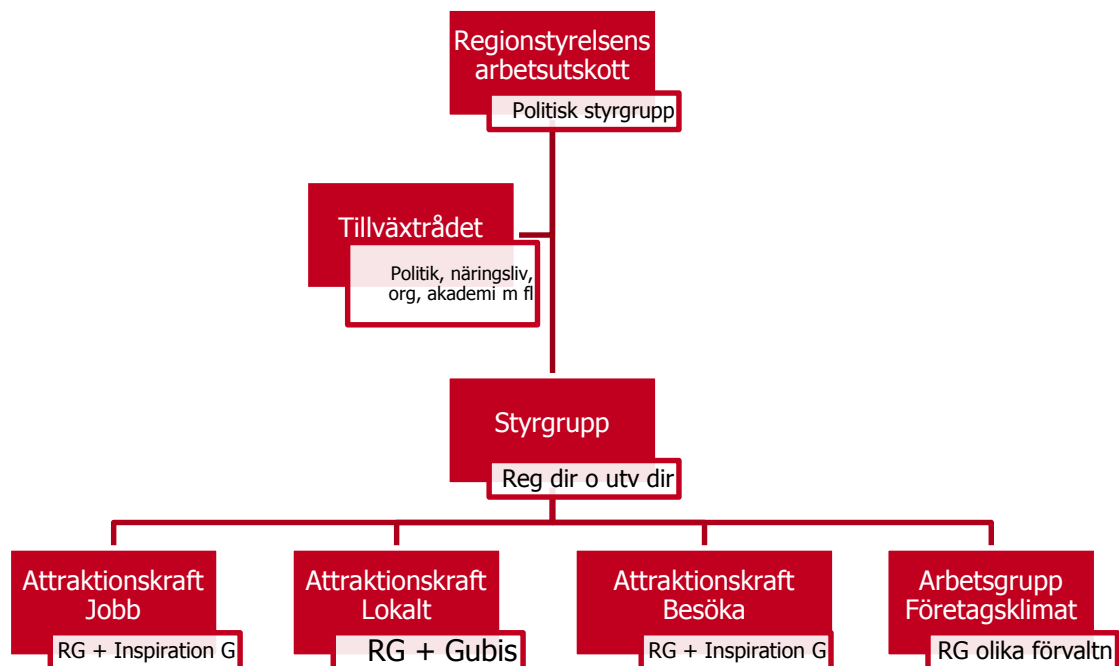 Regionstyrelsens
arbetsutskott
Politisk styrgrupp
Tillväxtrådet
Politik, näringsliv,
org, akademi m fl
Styrgrupp
Reg dir o utv dir
Attraktionskraft
Jobb
RG + Inspiration G
Attraktionskraft
Lokalt
RG + Gubis
Attraktionskraft
Besöka
RG + Inspiration G
Arbetsgrupp
Företagsklimat
RG olika förvaltn